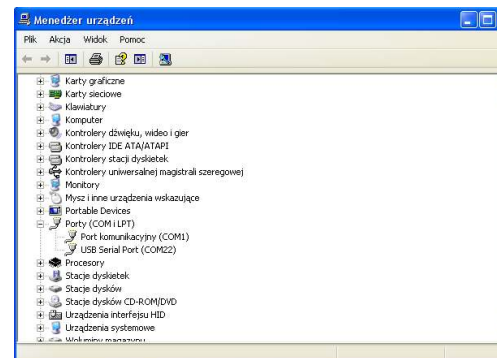 Menedżer urządzeń
Plik Akcja Widok Pomoc
Karty graficzne
Karty sieciowe
Klawiatury
Komputer
Kontrolery dźwięku, wideo i gier
Kontrolery IDE ATA/ATAPI
Kontrolery stacji dyskietek
Kontrolery uniwersalnej magistrali szeregowej
Monitory
Mysz i inne urządzenia wskazujące
Portable Devices
Porty (COM i LPT)
Port komunikacyjny (COM1)
USB Serial Port (COM22)
Procesory
Stacje dyskietek
Stacje dysków
Stacje dysków CD-ROM/DVD
Urządzenia interfejsu HID
Urządzenia systemowe
Woluminy magazynu